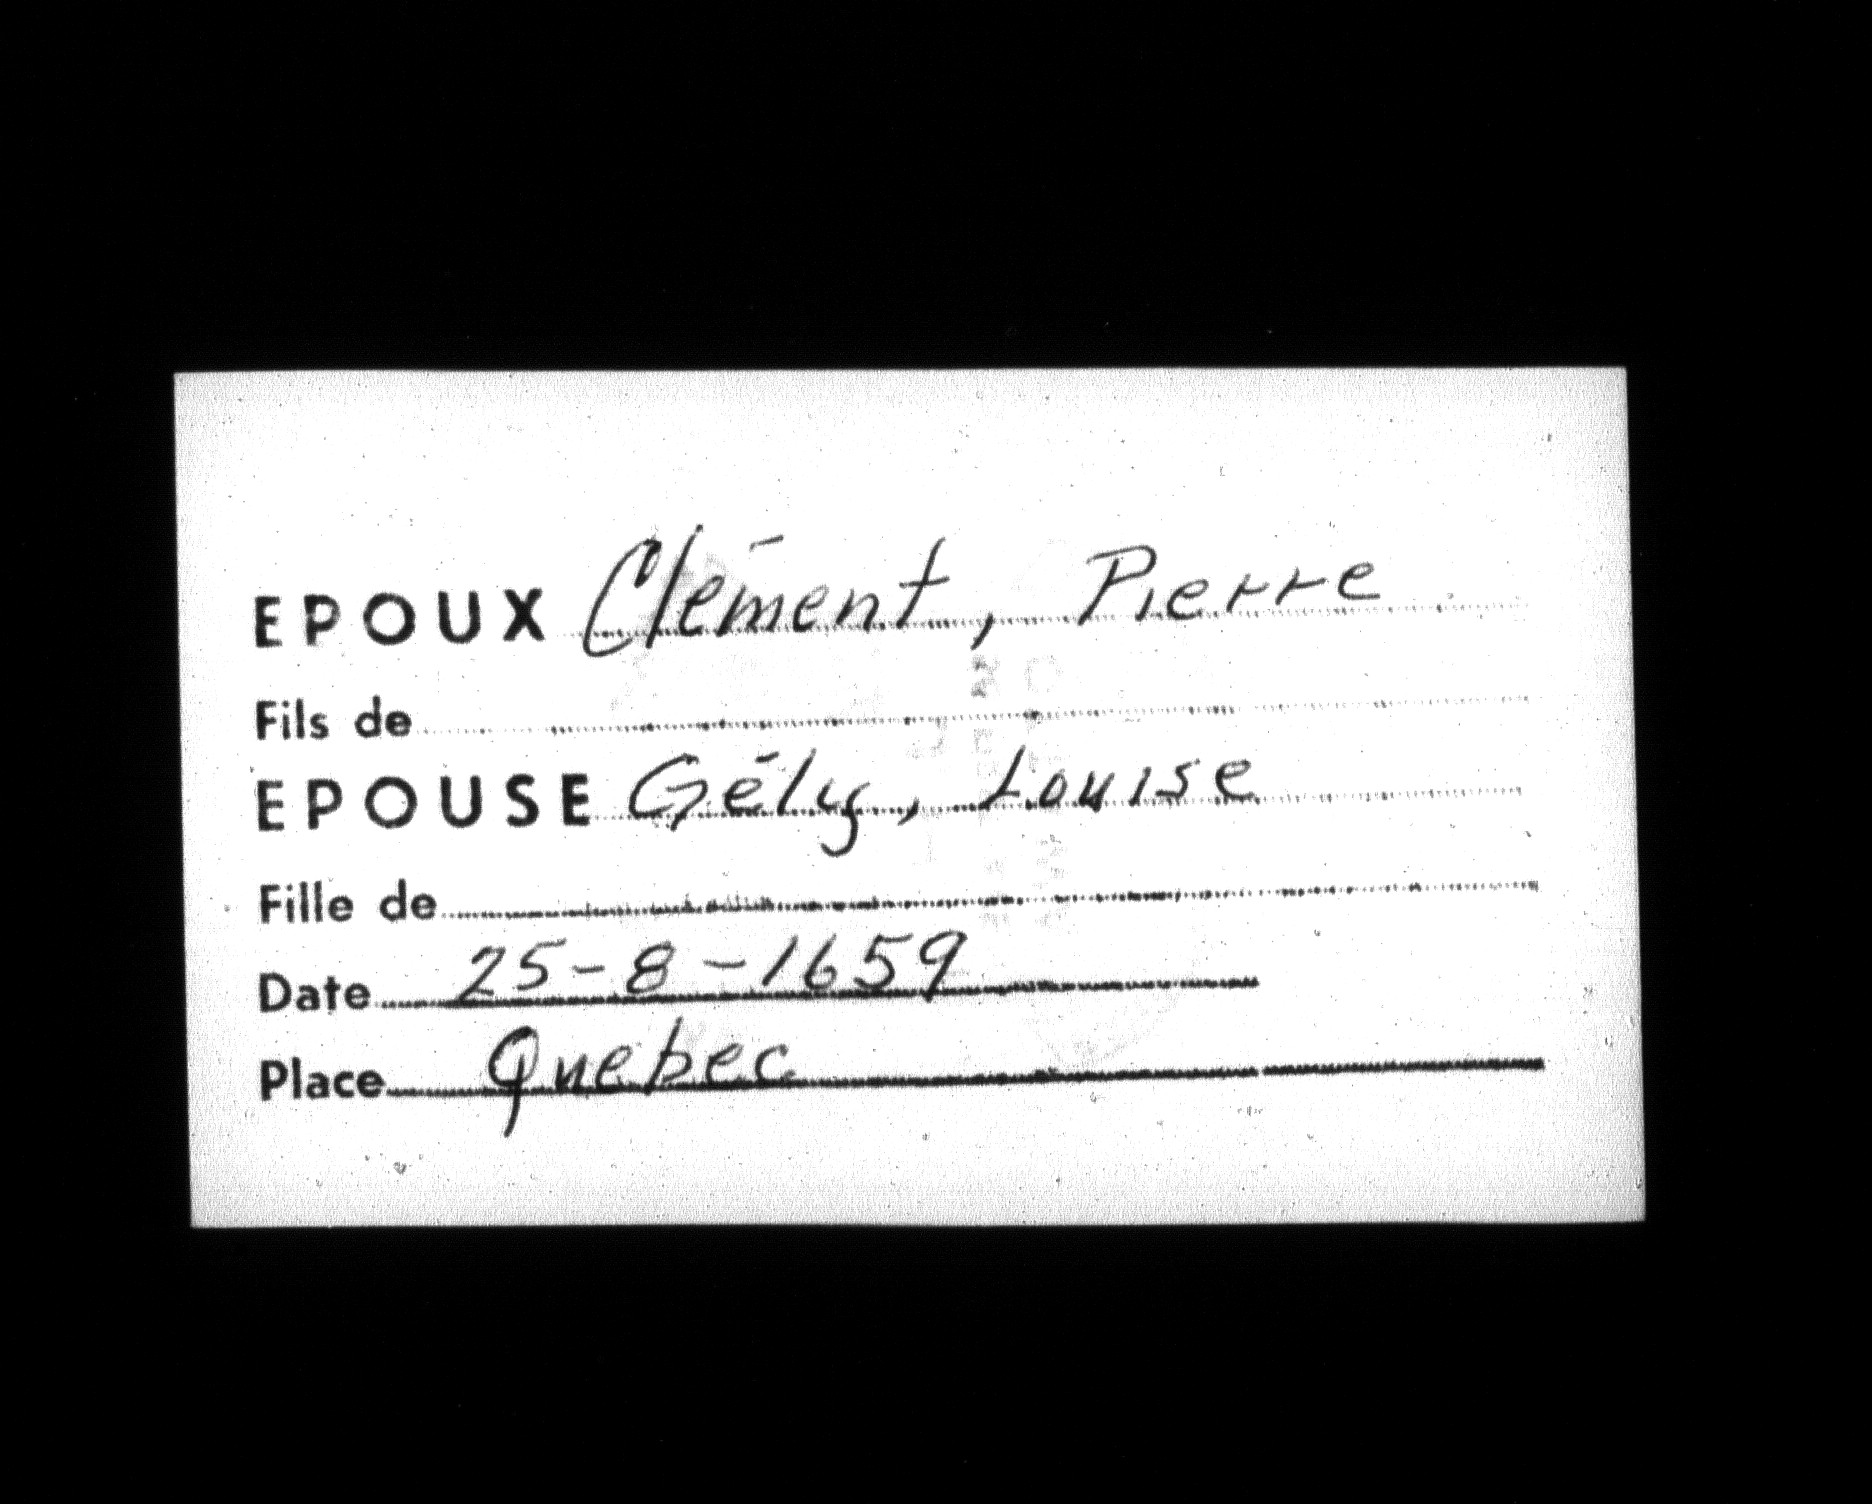 EPOUX Clément, Pierre
Fils de
EPOUSE Gély, Louise
Fille de
Date 25-8-1659
Place Quebec